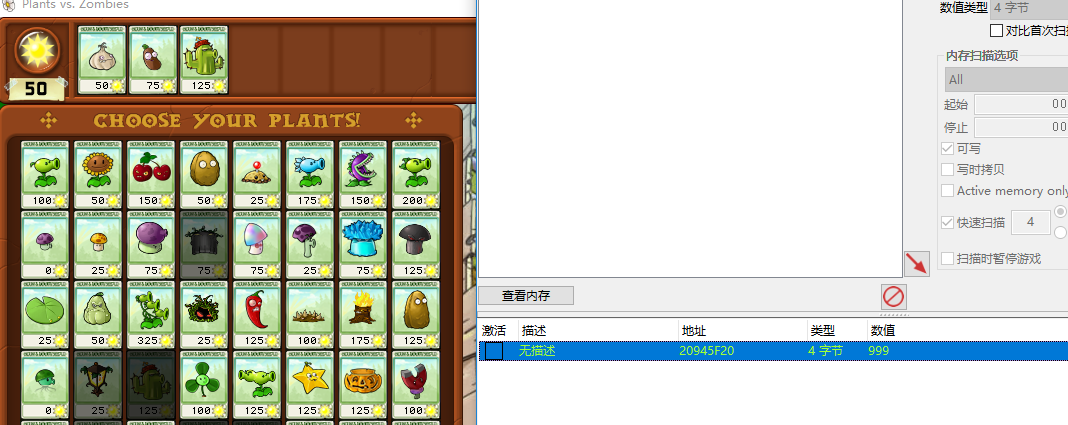 Plants vs. Zombies
50
50 75 125
CHOOSE YOUR PLANTS!
100 50 150 50 25 175 150 200
0 25 75 75 75 25 75 125
25 50 325 25 125 100 175 125
0 25 125 100 125 125 125 100
数值类型 4 字节
对比首次扫
内存扫描选项
All
起始 00
停止 00
可写
写时拷贝
Active memory only
快速扫描 4
扫描时暂停游戏
查看内存
激活 描述 地址 类型 数值
无描述 20945F20 4 字节 999